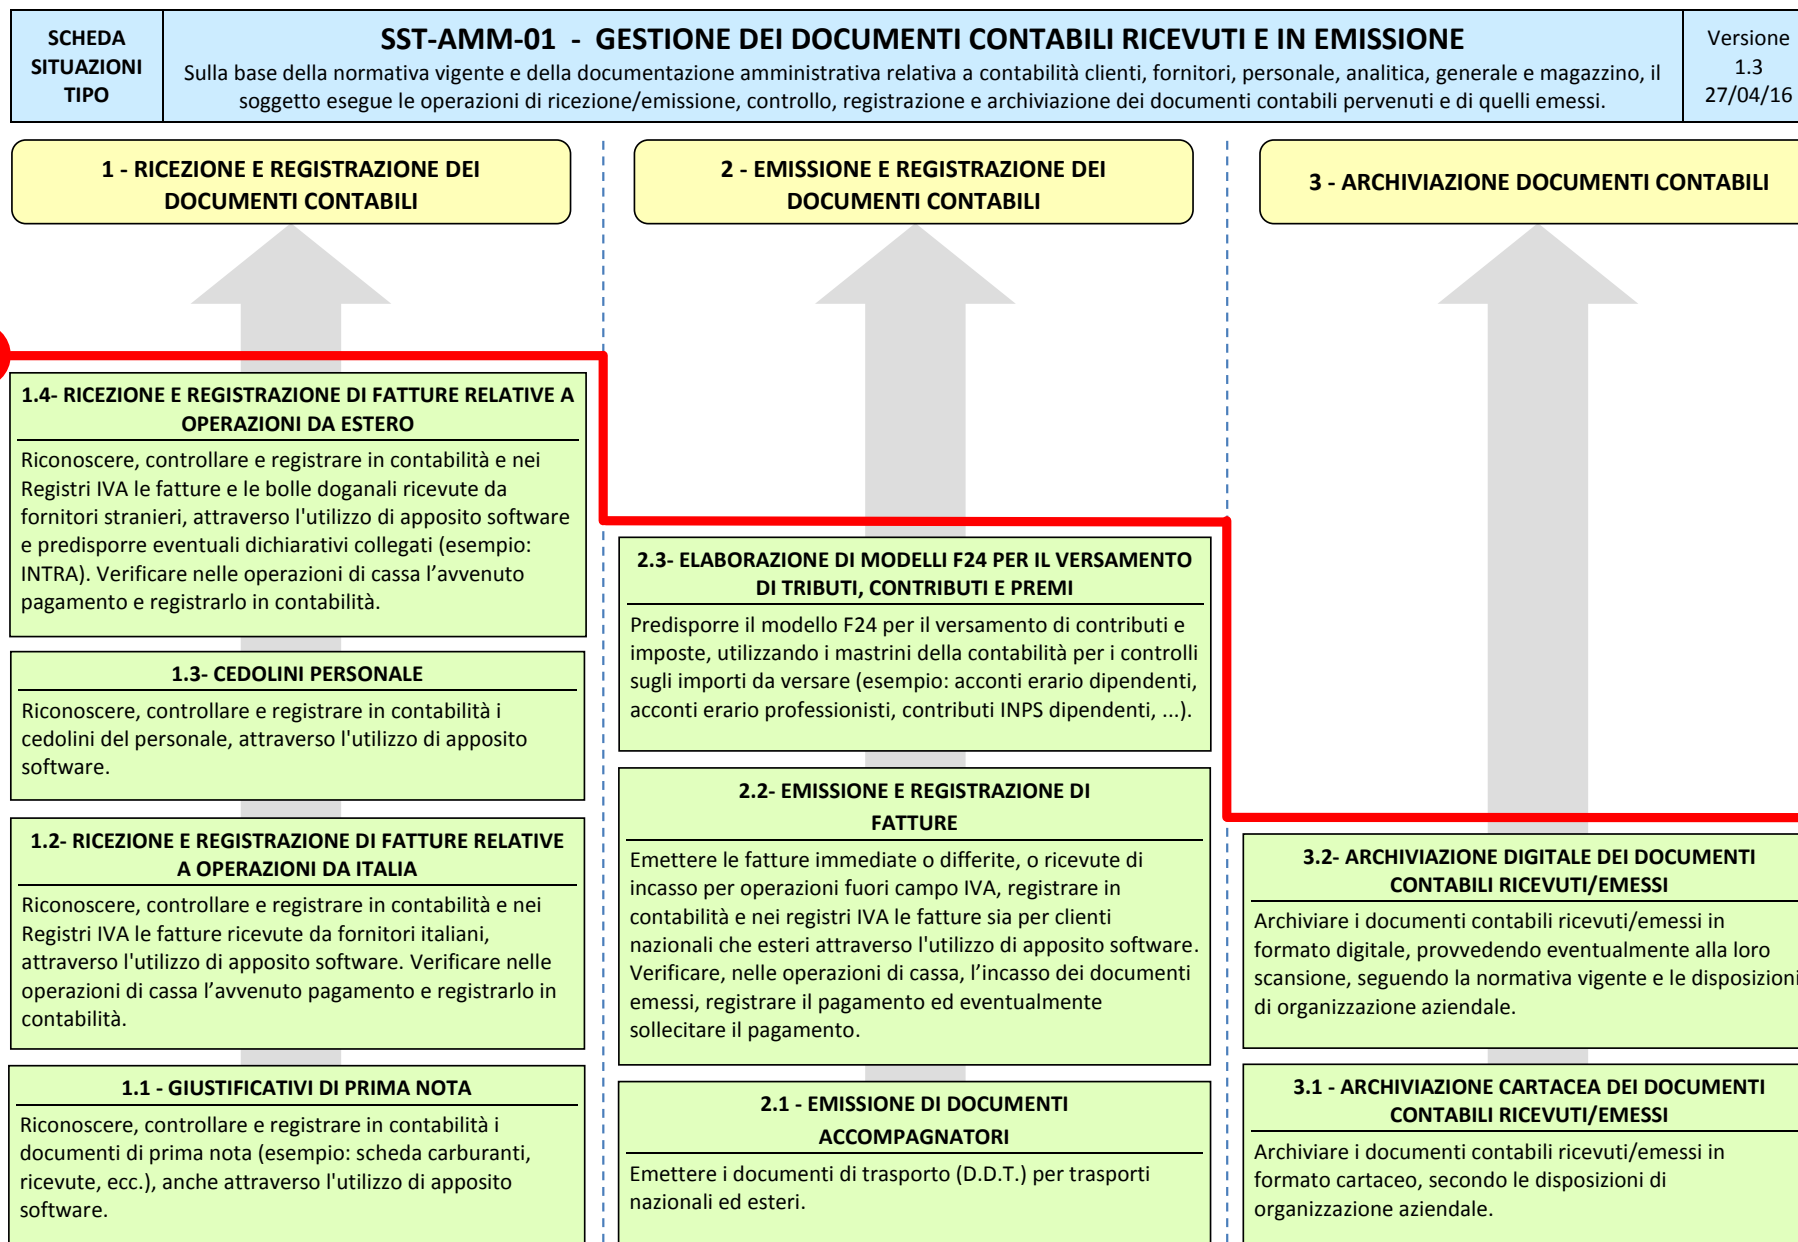 SCHEDA
SITUAZIONI
TIPO
SST-AMM-01 - GESTIONE DEI DOCUMENTI CONTABILI RICEVUTI E IN EMISSIONE
Sulla base della normativa vigente e della documentazione amministrativa relativa a contabilità clienti, fornitori, personale, analitica, generale e magazzino, il
soggetto esegue le operazioni di ricezione/emissione, controllo, registrazione e archiviazione dei documenti contabili pervenuti e di quelli emessi.
Versione
1.3
27/04/16
1 - RICEZIONE E REGISTRAZIONE DEI
DOCUMENTI CONTABILI
2 - EMISSIONE E REGISTRAZIONE DEI
DOCUMENTI CONTABILI
3 - ARCHIVIAZIONE DOCUMENTI CONTABILI
1.4- RICEZIONE E REGISTRAZIONE DI FATTURE RELATIVE A
OPERAZIONI DA ESTERO
Riconoscere, controllare e registrare in contabilità e nei
Registri IVA le fatture e le bolle doganali ricevute da
fornitori stranieri, attraverso l'utilizzo di apposito software
e predisporre eventuali dichiarativi collegati (esempio:
INTRA). Verificare nelle operazioni di cassa l’avvenuto
pagamento e registrarlo in contabilità.
1.3- CEDOLINI PERSONALE
Riconoscere, controllare e registrare in contabilità i
cedolini del personale, attraverso l'utilizzo di apposito
software.
1.2- RICEZIONE E REGISTRAZIONE DI FATTURE RELATIVE
A OPERAZIONI DA ITALIA
Riconoscere, controllare e registrare in contabilità e nei
Registri IVA le fatture ricevute da fornitori italiani,
attraverso l'utilizzo di apposito software. Verificare nelle
operazioni di cassa l’avvenuto pagamento e registrarlo in
contabilità.
1.1 - GIUSTIFICATIVI DI PRIMA NOTA
Riconoscere, controllare e registrare in contabilità i
documenti di prima nota (esempio: scheda carburanti,
ricevute, ecc.), anche attraverso l'utilizzo di apposito
software.
2.3- ELABORAZIONE DI MODELLI F24 PER IL VERSAMENTO
DI TRIBUTI, CONTRIBUTI E PREMI
Predisporre il modello F24 per il versamento di contributi e
imposte, utilizzando i mastrini della contabilità per i controlli
sugli importi da versare (esempio: acconti erario dipendenti,
acconti erario professionisti, contributi INPS dipendenti, ...).
2.2- EMISSIONE E REGISTRAZIONE DI
FATTURE
Emettere le fatture immediate o differite, o ricevute di
incasso per operazioni fuori campo IVA, registrare in
contabilità e nei registri IVA le fatture sia per clienti
nazionali che esteri attraverso l'utilizzo di apposito software.
Verificare, nelle operazioni di cassa, l’incasso dei documenti
emessi, registrare il pagamento ed eventualmente
sollecitare il pagamento.
2.1 - EMISSIONE DI DOCUMENTI
ACCOMPAGNATORI
Emettere i documenti di trasporto (D.D.T.) per trasporti
nazionali ed esteri.
3.2- ARCHIVIAZIONE DIGITALE DEI DOCUMENTI
CONTABILI RICEVUTI/EMESSI
Archiviare i documenti contabili ricevuti/emessi in
formato digitale, provvedendo eventualmente alla loro
scansione, seguendo la normativa vigente e le disposizioni
di organizzazione aziendale.
3.1 - ARCHIVIAZIONE CARTACEA DEI DOCUMENTI
CONTABILI RICEVUTI/EMESSI
Archiviare i documenti contabili ricevuti/emessi in
formato cartaceo, secondo le disposizioni di
organizzazione aziendale.